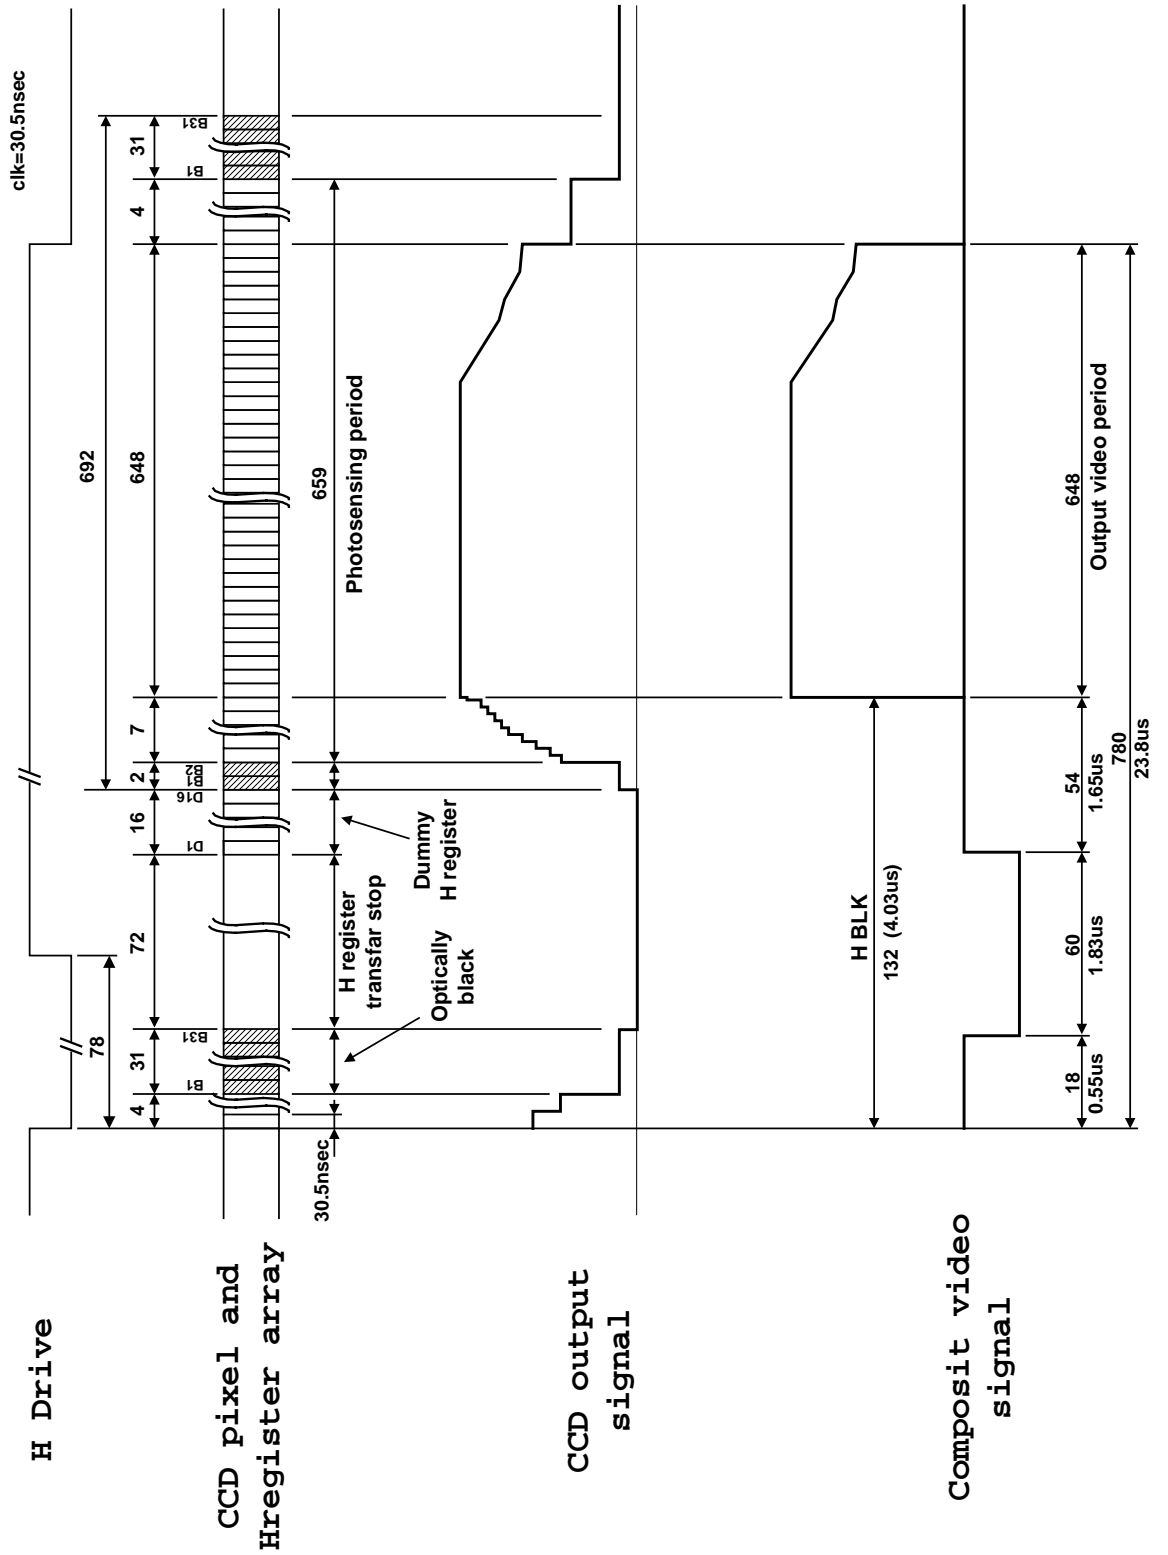 clk=30.5nsec
H Drive
78
692
4
31
72
16
2
7
648
4
31
CCD pixel and
Hregister array
B1
B31
D1
D16
B1
B2
B1
B31
30.5nsec
H register
transfar stop
659
Photosensing period
Optically
black
Dummy
H register
CCD output
signal
H BLK
132 (4.03us)
Composit video
signal
18
0.55us
60
1.83us
54
1.65us
648
Output video period
780
23.8us